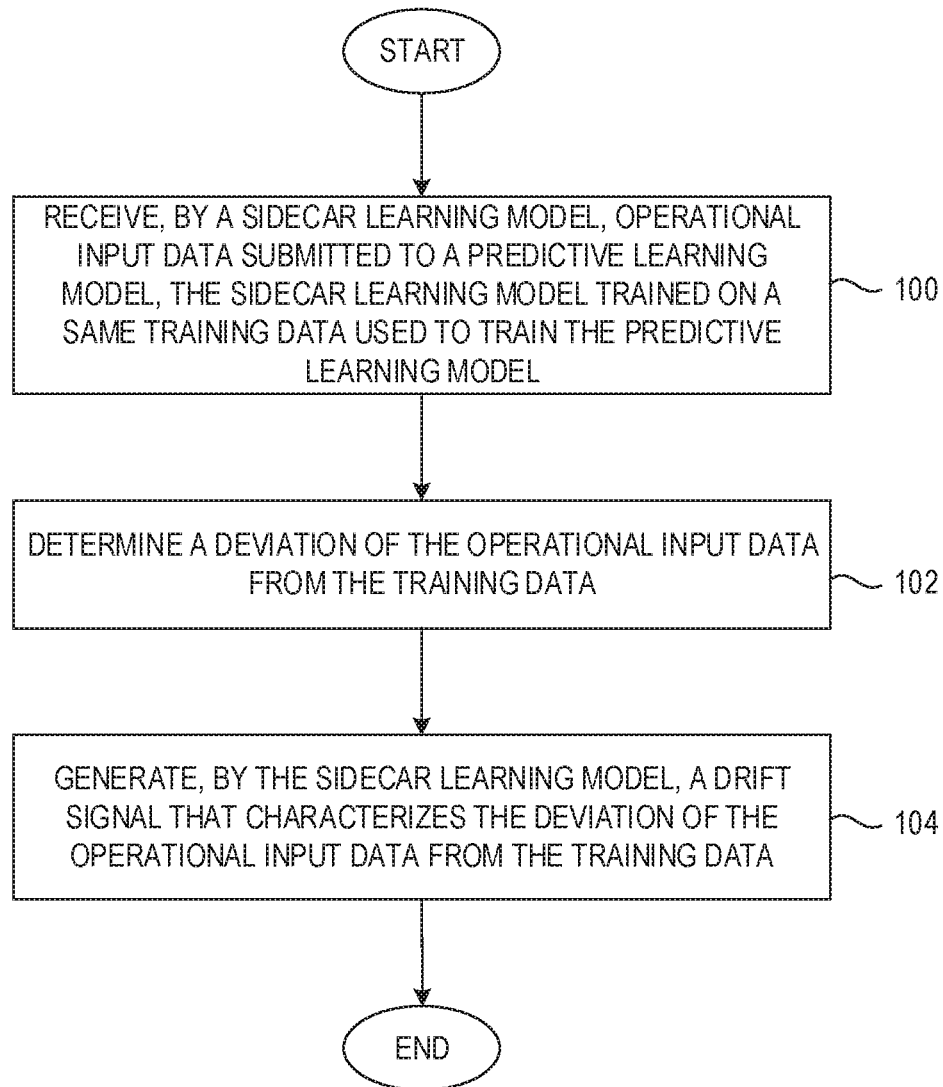 START
RECEIVE, BY A SIDECAR LEARNING MODEL, OPERATIONAL
INPUT DATA SUBMITTED TO A PREDICTIVE LEARNING
MODEL, THE SIDECAR LEARNING MODEL TRAINED ON A
SAME TRAINING DATA USED TO TRAIN THE PREDICTIVE
LEARNING MODEL
100
DETERMINE A DEVIATION OF THE OPERATIONAL INPUT DATA
FROM THE TRAINING DATA
102
GENERATE, BY THE SIDECAR LEARNING MODEL, A DRIFT
SIGNAL THAT CHARACTERIZES THE DEVIATION OF THE
OPERATIONAL INPUT DATA FROM THE TRAINING DATA
104
END